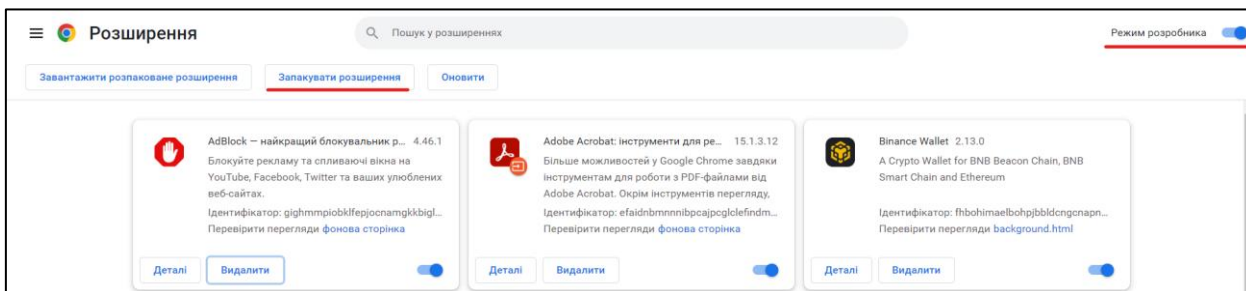 Розширення
Пошук у розширеннях
Режим розробника
Завантажити розпаковане розширення
Запакувати розширення
Оновити
AdBlock — найкращий блокувальник р... 4.46.1
Блокуйте рекламу та спливаючі вікна на
YouTube, Facebook, Twitter та ваших улюблених
веб-сайтах.
Ідентифікатор: gighmmpiobklfepjocnamgkkbigl...
Перевірити перегляди фонова сторінка
Деталі
Видалити
Adobe Acrobat: інструменти для ре... 15.1.3.12
Більше можливостей у Google Chrome завдяки
інструментам для роботи з PDF-файлами від
Adobe Acrobat. Окрім інструментів перегляду,
Ідентифікатор: efaidnbmnnnibpcajpcglclefindm...
Перевірити перегляди фонова сторінка
Деталі
Видалити
Binance Wallet 2.13.0
A Crypto Wallet for BNB Beacon Chain, BNB
Smart Chain and Ethereum
Ідентифікатор: fhbohimaelbohpjbbldcngcnapn...
Перевірити перегляди background.html
Деталі
Видалити